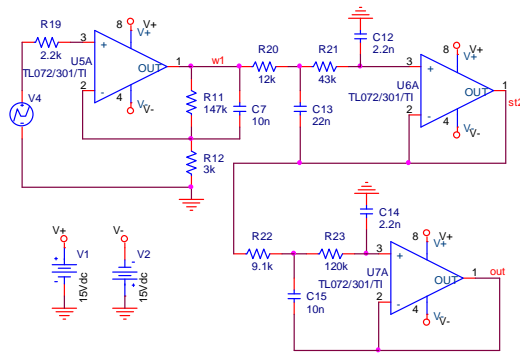 R19
2.2k
U5A
TL072/301/TI
3
2
8
V+
V+
OUT
1
4
V-
V-
w1
V4
R11
147k
C7
10n
R12
3k
R20
12k
R21
43k
C12
2.2n
C13
22n
U6A
TL072/301/TI
3
2
8
V+
V+
OUT
1
4
V-
V-
st2
R22
9.1k
R23
120k
C14
2.2n
C15
10n
U7A
TL072/301/TI
3
2
8
V+
V+
OUT
1
4
V-
V-
out
V+
V1
15Vdc
V-
V2
15Vdc